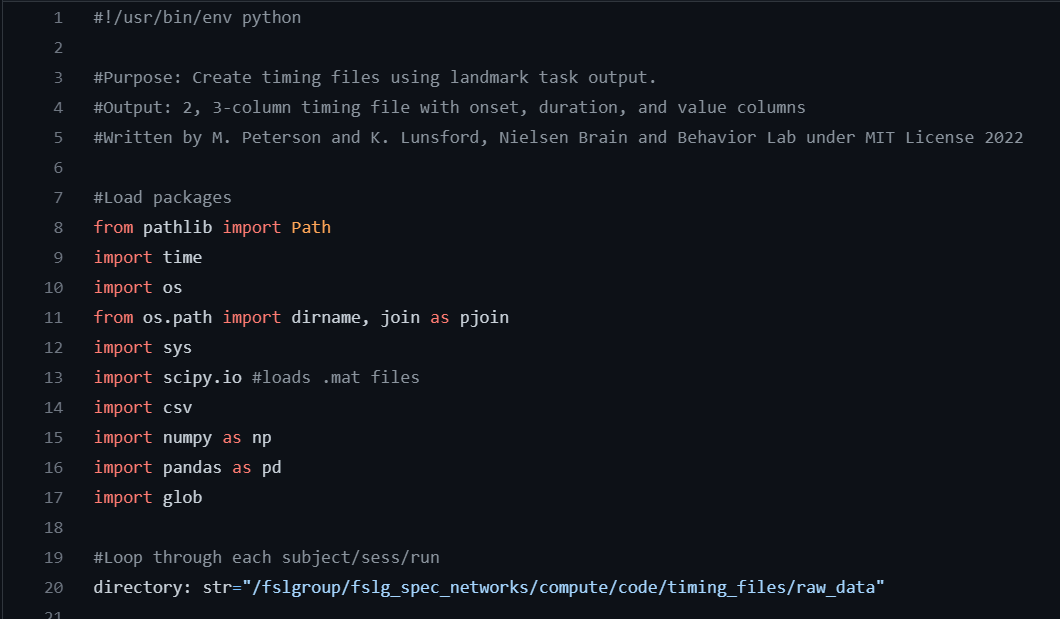 1 #!/usr/bin/env python
2
3 #Purpose: Create timing files using landmark task output.
4 #Output: 2, 3-column timing file with onset, duration, and value columns
5 #Written by M. Peterson and K. Lunsford, Nielsen Brain and Behavior Lab under MIT License 2022
6
7 #Load packages
8 from pathlib import Path
9 import time
10 import os
11 from os.path import dirname, join as pjoin
12 import sys
13 import scipy.io #loads .mat files
14 import csv
15 import numpy as np
16 import pandas as pd
17 import glob
18
19 #Loop through each subject/sess/run
20 directory: str="/fslgroup/fslg_spec_networks/compute/code/timing_files/raw_data"
21